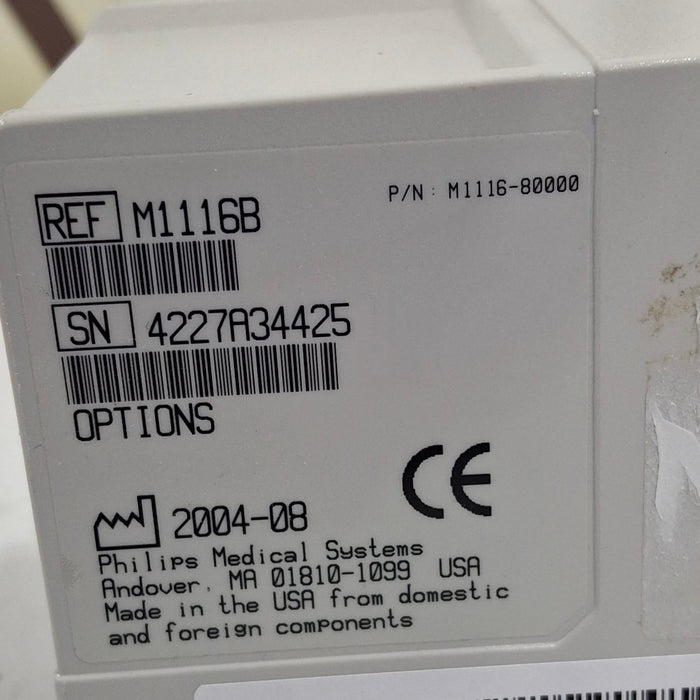 P/N: M1116-80000
REF M1116B
SN 4227A34425
OPTIONS
CE
2004-08
Philips Medical Systems
Andover, MA 01810-1099 USA
Made in the USA from domestic
and foreign components